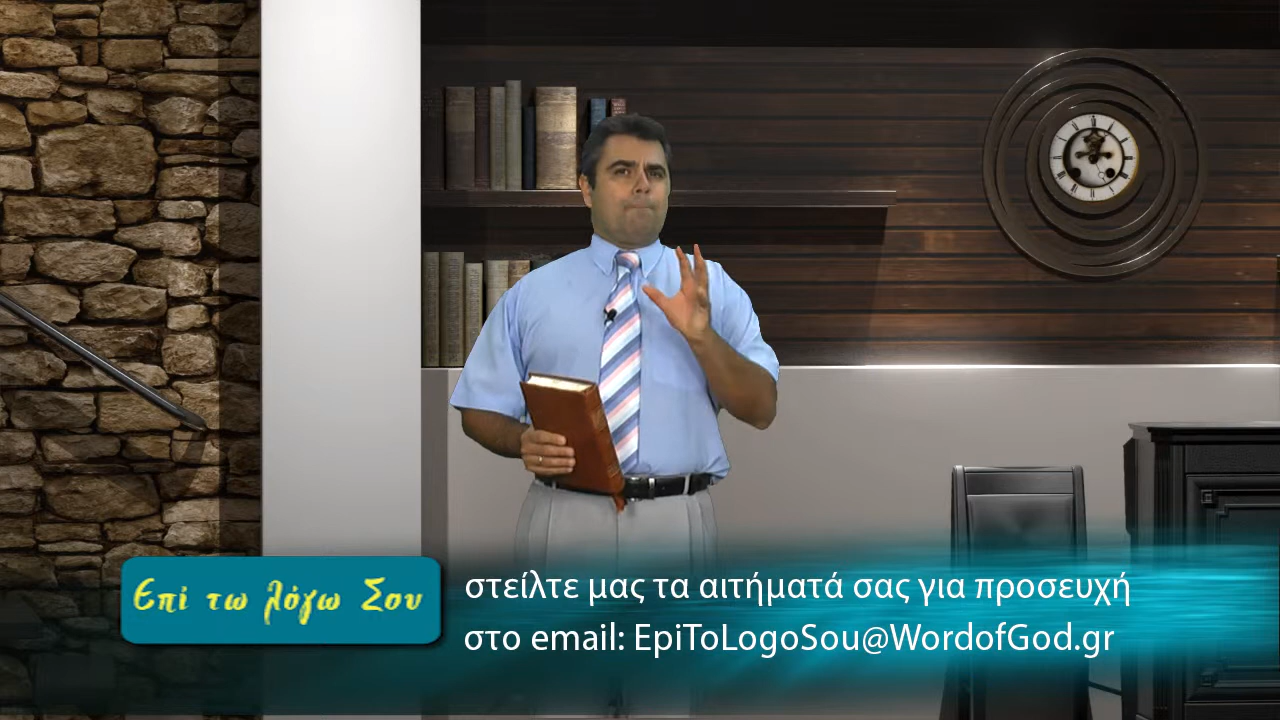 Επί τω λόγω Σου
στείλτε μας τα αιτήματά σας για προσευχή
στο email: EpiToLogoSou@WordofGod.gr